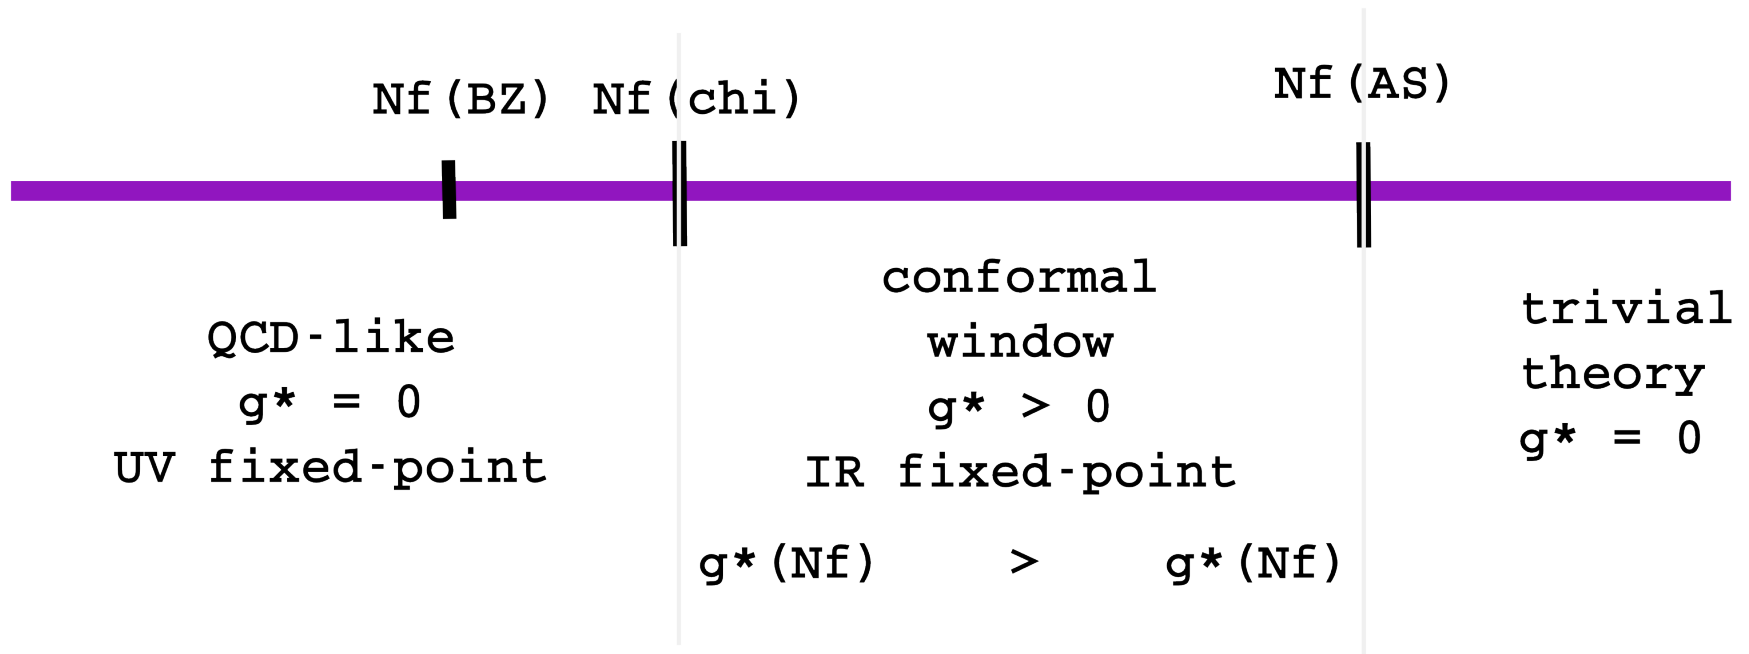 Nf(BZ) Nf(chi) Nf(AS)
QCD-like
g* = 0
UV fixed-point
conformal
window
g* > 0
IR fixed-point
g*(Nf) > g*(Nf)
trivial
theory
g* = 0